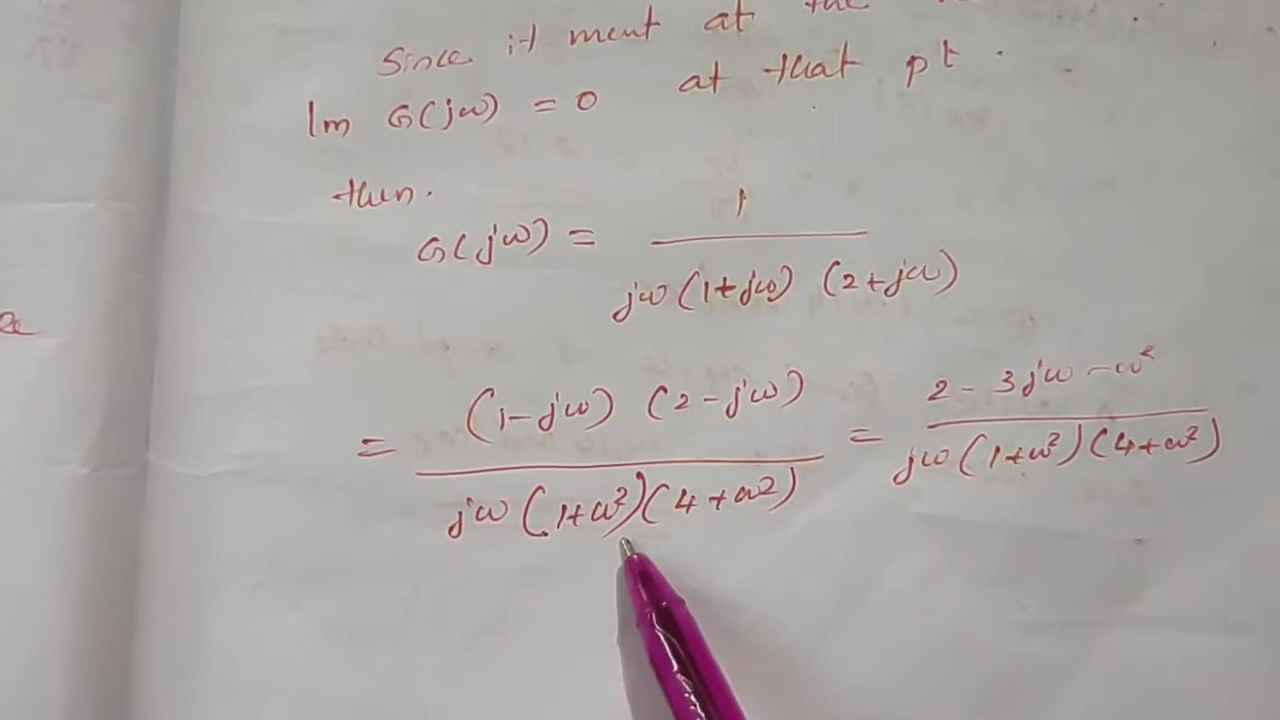 Since it ment at the
Im G(jω) = 0 at that pt.
then.
G(jω) = 1 / jω(1+jω) (2+jω)
= (1-jω) (2-jω) / jω(1+ω²)(4+ω²) = 2 - 3jω - ω² / jω(1+ω²)(4+ω²)